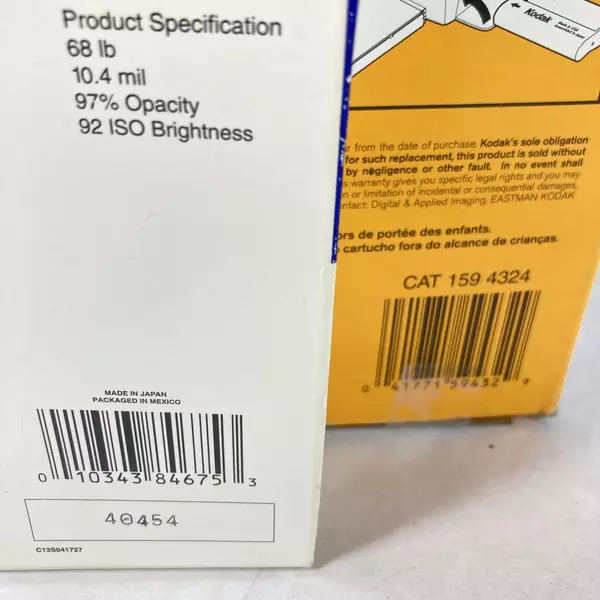 Product Specification
68 lb
10.4 mil
97% Opacity
92 ISO Brightness
MADE IN JAPAN
PACKAGED IN MEXICO
0 10343 84675 3
40454
C13S041727
Kodak
from the date of purchase. Kodak's sole obligation
for such replacement, this product is sold without
by negligence or other fault. In no event shall
s warranty gives you specific legal rights and you may
n or limitation of incidental or consequential damages,
ntact: Digital & Applied Imaging, EASTMAN KODAK
ors de portée des enfants.
cartucho fora do alcance de crianças.
CAT 159 4324
0 41771 59432 9